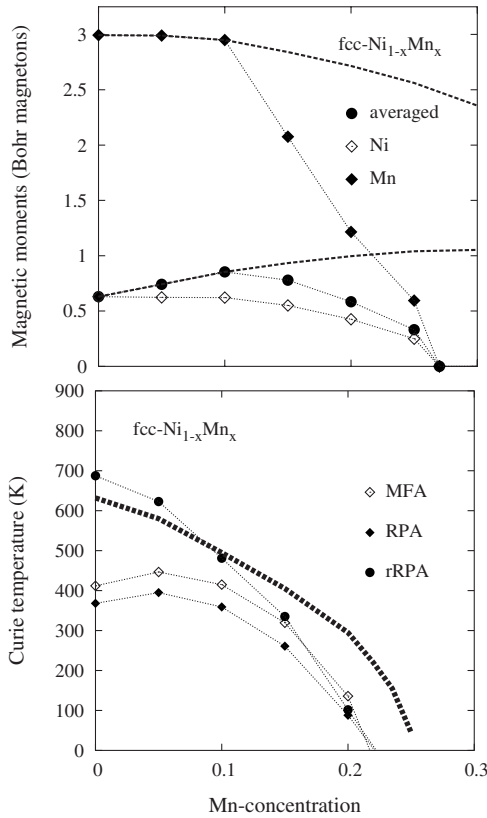 Magnetic moments (Bohr magnetons)
3
2.5
2
1.5
1
0.5
0
fcc-Ni1-xMnx
averaged
Ni
Mn
Curie temperature (K)
900
800
700
600
500
400
300
200
100
0
fcc-Ni1-xMnx
MFA
RPA
rRPA
0 0.1 0.2 0.3
Mn-concentration